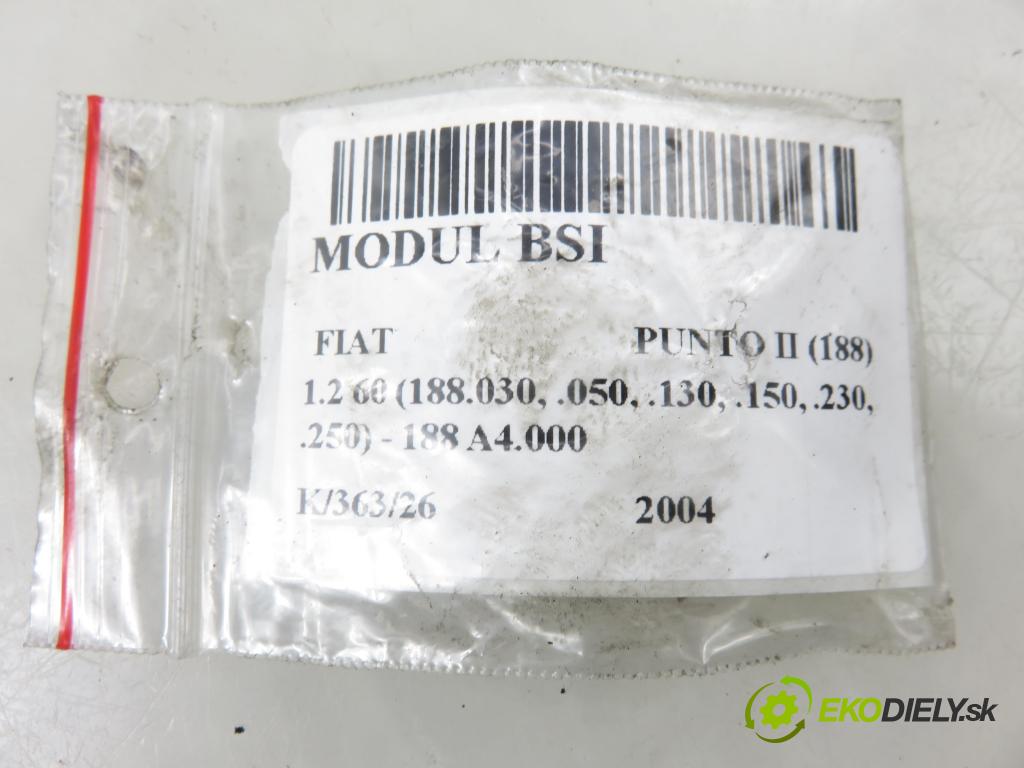 MODUL BSI
FIAT PUNTO II (188)
1.2 60 (188.030, .050, .130, .150, .230,
.250) - 188 A4.000
K/363/26 2004
EKODIELY.sk